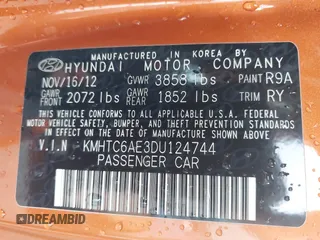 MANUFACTURED IN KOREA BY
HYUNDAI MOTOR COMPANY
NOV/16/12 GVWR 3858 lbs PAINT R9A
GAWR FRONT 2072 lbs GAWR REAR 1852 lbs TRIM RY
THIS VEHICLE CONFORMS TO ALL APPLICABLE
U.S. FEDERAL MOTOR VEHICLE SAFETY, BUMPER,
AND THEFT PREVENTION STANDARDS IN EFFECT ON
THE DATE OF MANUFACTURE SHOWN ABOVE.
V.I.N KMHTC6AE3DU124744
PASSENGER CAR
DREAMBID